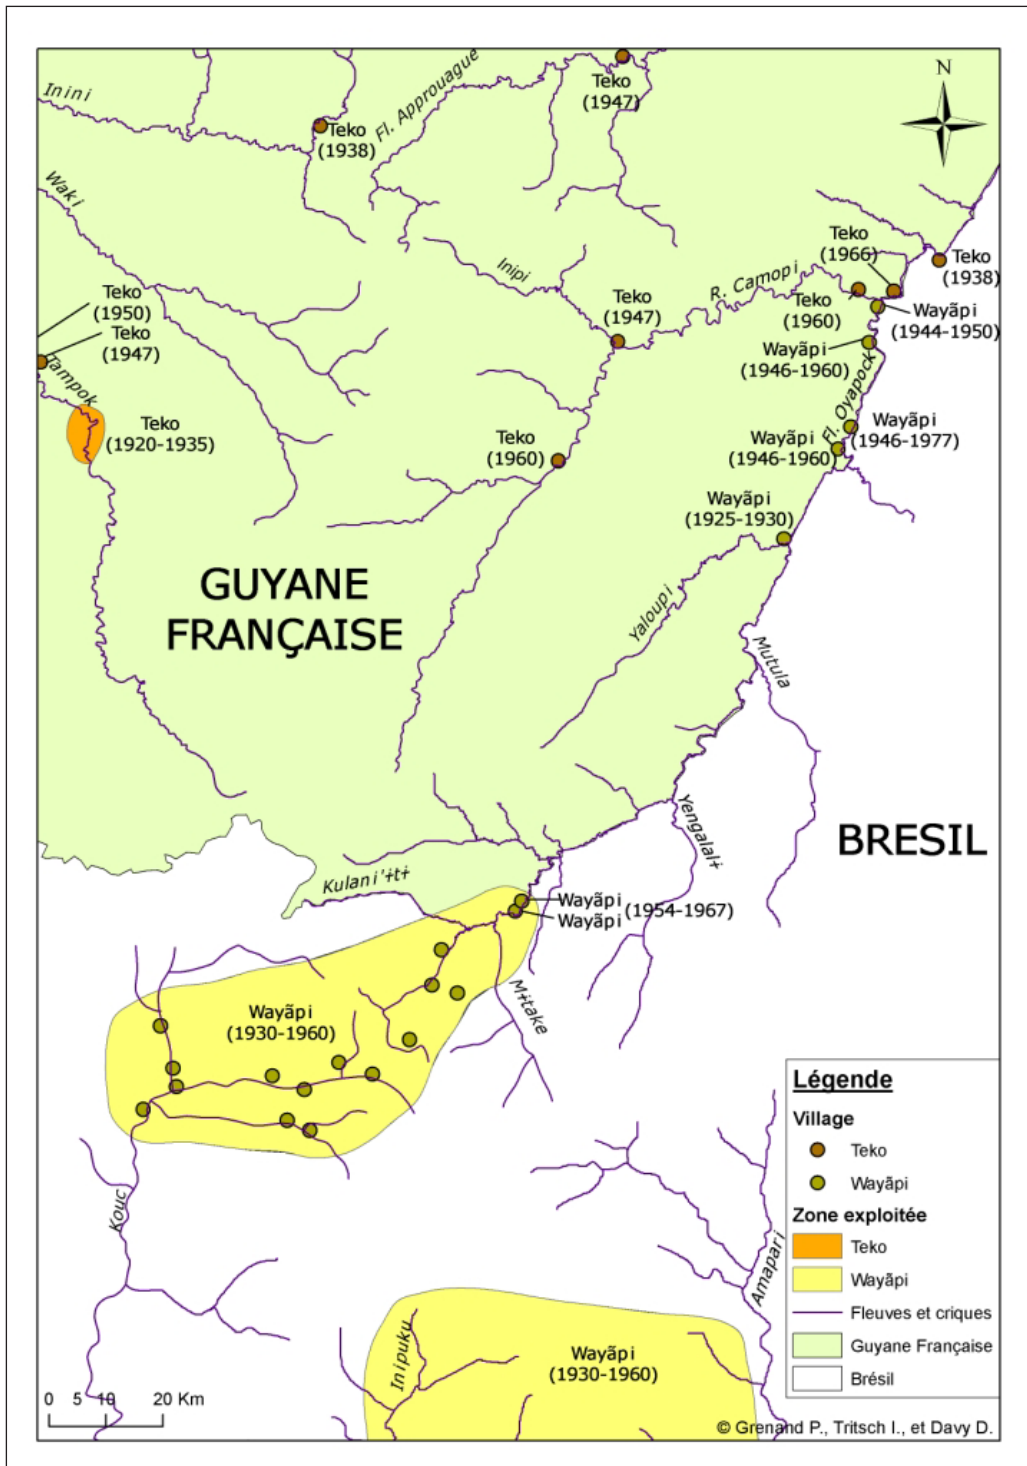 Inini
Fl. Approuague
Teko
(1947)
N
Teko
(1938)
Waki
Inipi
R. Camopi
Teko
(1966)
Teko
(1938)
Teko
(1950)
Teko
(1947)
Teko
(1947)
Teko
(1960)
Wayãpi
(1944-1950)
Wayãpi
(1946-1960)
Tampok
Fl. Oyapock
Teko
(1920-1935)
Teko
(1960)
Wayãpi
(1946-1960)
Wayãpi
(1946-1977)
Wayãpi
(1925-1930)
GUYANE
FRANÇAISE
Yaloupi
Mutula
Yengalalɨ
BRESIL
Kulani'ɨtɨ
Wayãpi
Wayãpi
(1954-1967)
Mɨtake
Wayãpi
(1930-1960)
Kouc
Amapari
Inipuku
Wayãpi
(1930-1960)
Légende
Village
Teko
Wayãpi
Zone exploitée
Teko
Wayãpi
Fleuves et criques
Guyane Française
Brésil
0 5 10 20 Km
© Grenand P., Tritsch I., et Davy D.